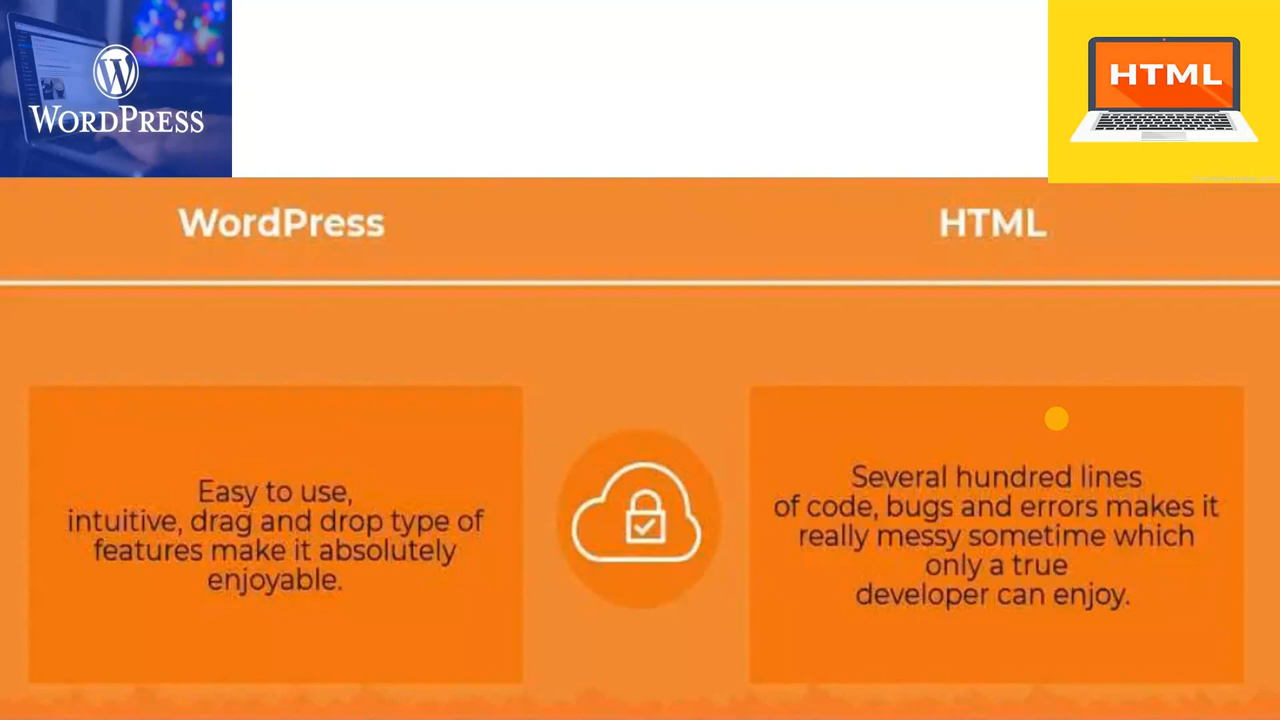 WORDPRESS
HTML
WordPress
HTML
Easy to use,
intuitive, drag and drop type of
features make it absolutely
enjoyable.
Several hundred lines
of code, bugs and errors makes it
really messy sometime which
only a true
developer can enjoy.